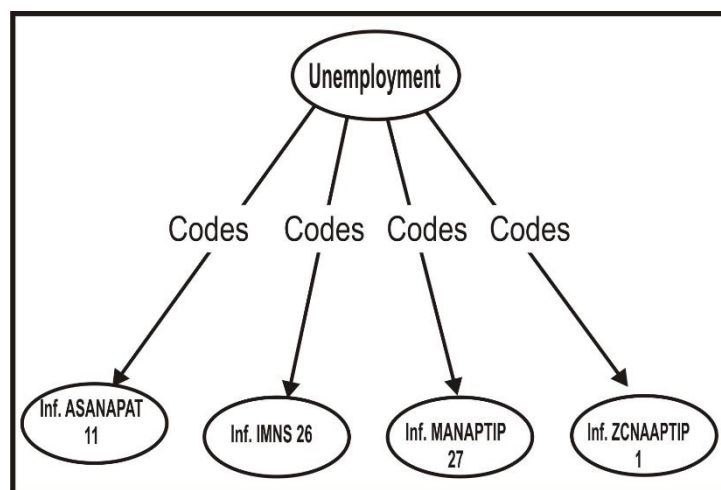 Unemployment
Codes Codes Codes Codes
Inf. ASANAPAT
11
Inf. IMNS 26
Inf. MANAPTIP
27
Inf. ZCNAAPTIP
1